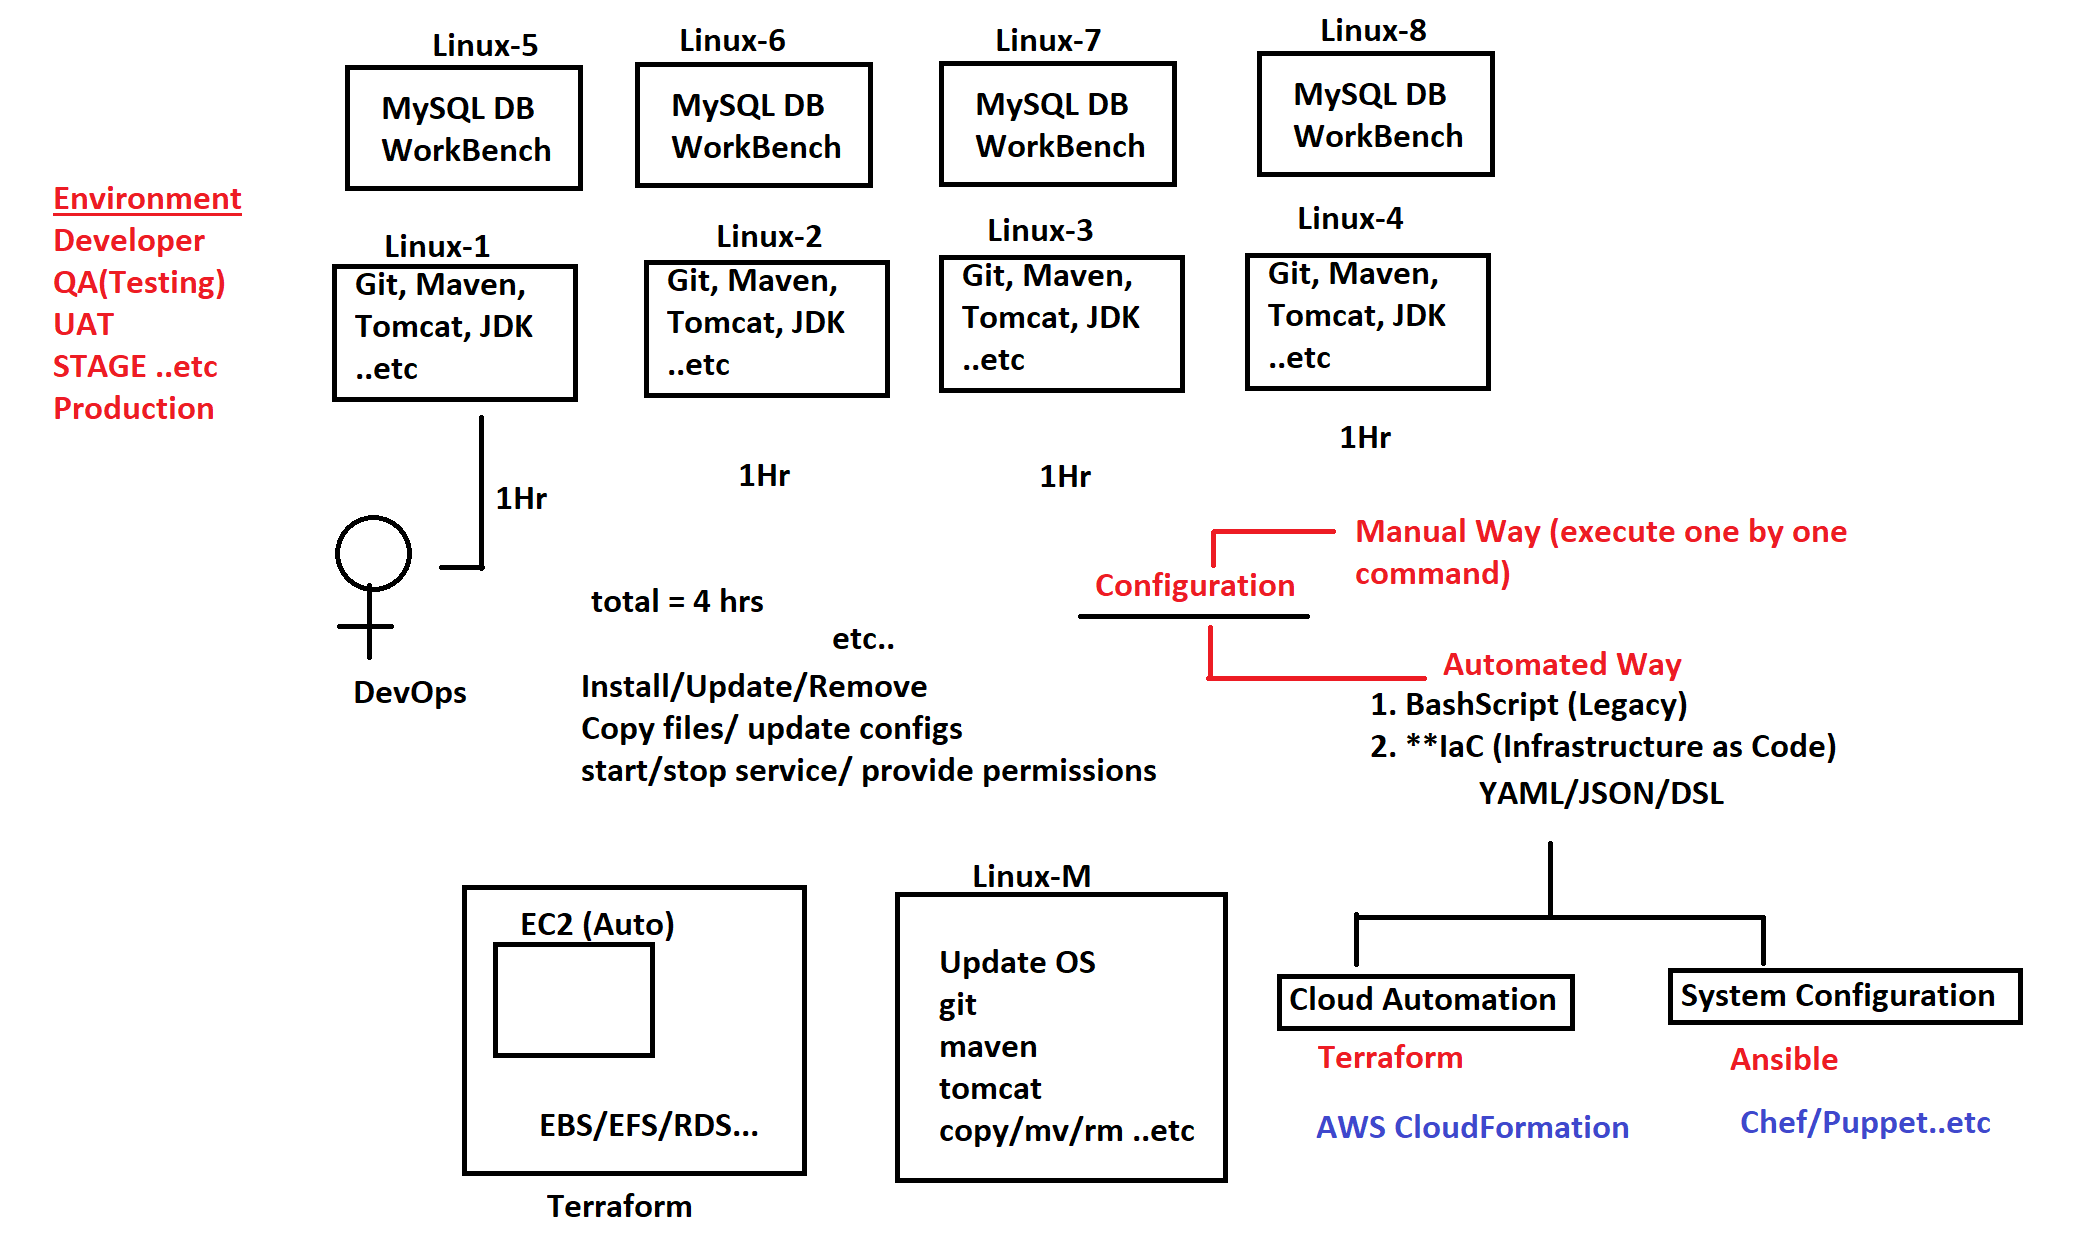 Linux-5
MySQL DB
WorkBench
Linux-6
MySQL DB
WorkBench
Linux-7
MySQL DB
WorkBench
Linux-8
MySQL DB
WorkBench
Environment
Developer
QA(Testing)
UAT
STAGE ..etc
Production
Linux-1
Git, Maven,
Tomcat, JDK
..etc
Linux-2
Git, Maven,
Tomcat, JDK
..etc
Linux-3
Git, Maven,
Tomcat, JDK
..etc
Linux-4
Git, Maven,
Tomcat, JDK
..etc
1Hr
1Hr
1Hr
1Hr
DevOps
total = 4 hrs
etc..
Install/Update/Remove
Copy files/ update configs
start/stop service/ provide permissions
Configuration
Manual Way (execute one by one
command)
Automated Way
1. BashScript (Legacy)
2. **IaC (Infrastructure as Code)
YAML/JSON/DSL
EC2 (Auto)
EBS/EFS/RDS...
Terraform
Linux-M
Update OS
git
maven
tomcat
copy/mv/rm ..etc
Cloud Automation
Terraform
AWS CloudFormation
System Configuration
Ansible
Chef/Puppet..etc